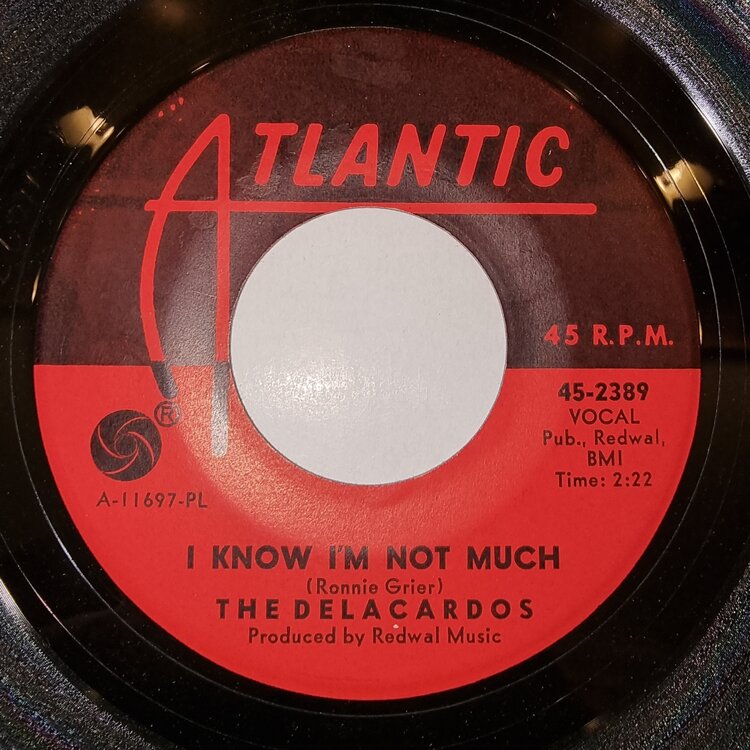 ATLANTIC
45 R.P.M.
45-2389
VOCAL
Pub., Redwal,
BMI
Time: 2:22
®
A-11697-PL
I KNOW I'M NOT MUCH
(Ronnie Grier)
THE DELACARDOS
Produced by Redwal Music